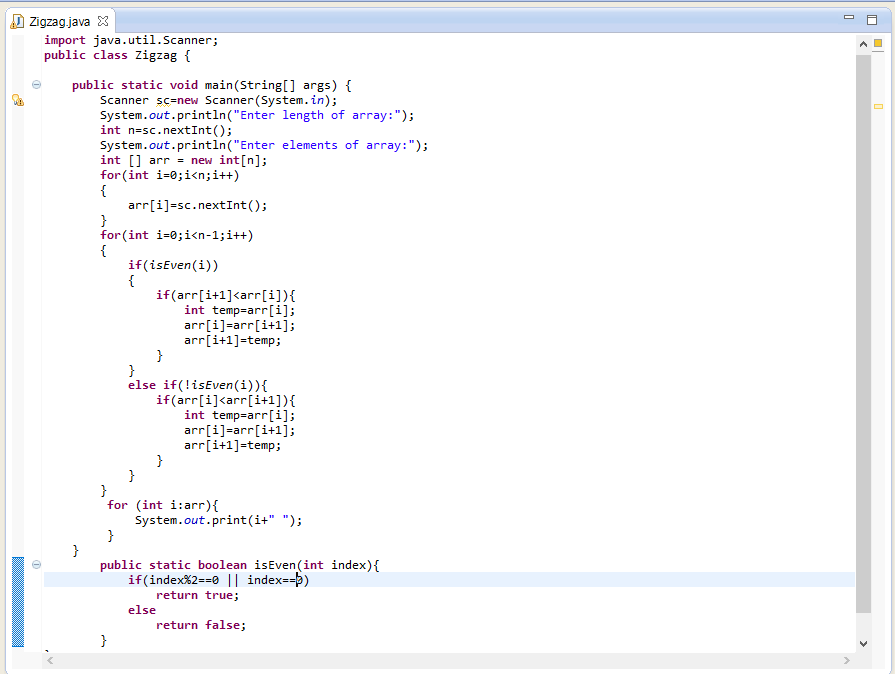 Zigzag.java
import java.util.Scanner;
public class Zigzag {
public static void main(String[] args) {
Scanner sc=new Scanner(System.in);
System.out.println("Enter length of array:");
int n=sc.nextInt();
System.out.println("Enter elements of array:");
int [] arr = new int[n];
for(int i=0;i<n;i++)
{
arr[i]=sc.nextInt();
}
for(int i=0;i<n-1;i++)
{
if(isEven(i))
{
if(arr[i+1]<arr[i]){
int temp=arr[i];
arr[i]=arr[i+1];
arr[i+1]=temp;
}
}
else if(!isEven(i)){
if(arr[i]<arr[i+1]){
int temp=arr[i];
arr[i]=arr[i+1];
arr[i+1]=temp;
}
}
}
for (int i:arr){
System.out.print(i+" ");
}
}
public static boolean isEven(int index){
if(index%2==0 || index==0)
return true;
else
return false;
}